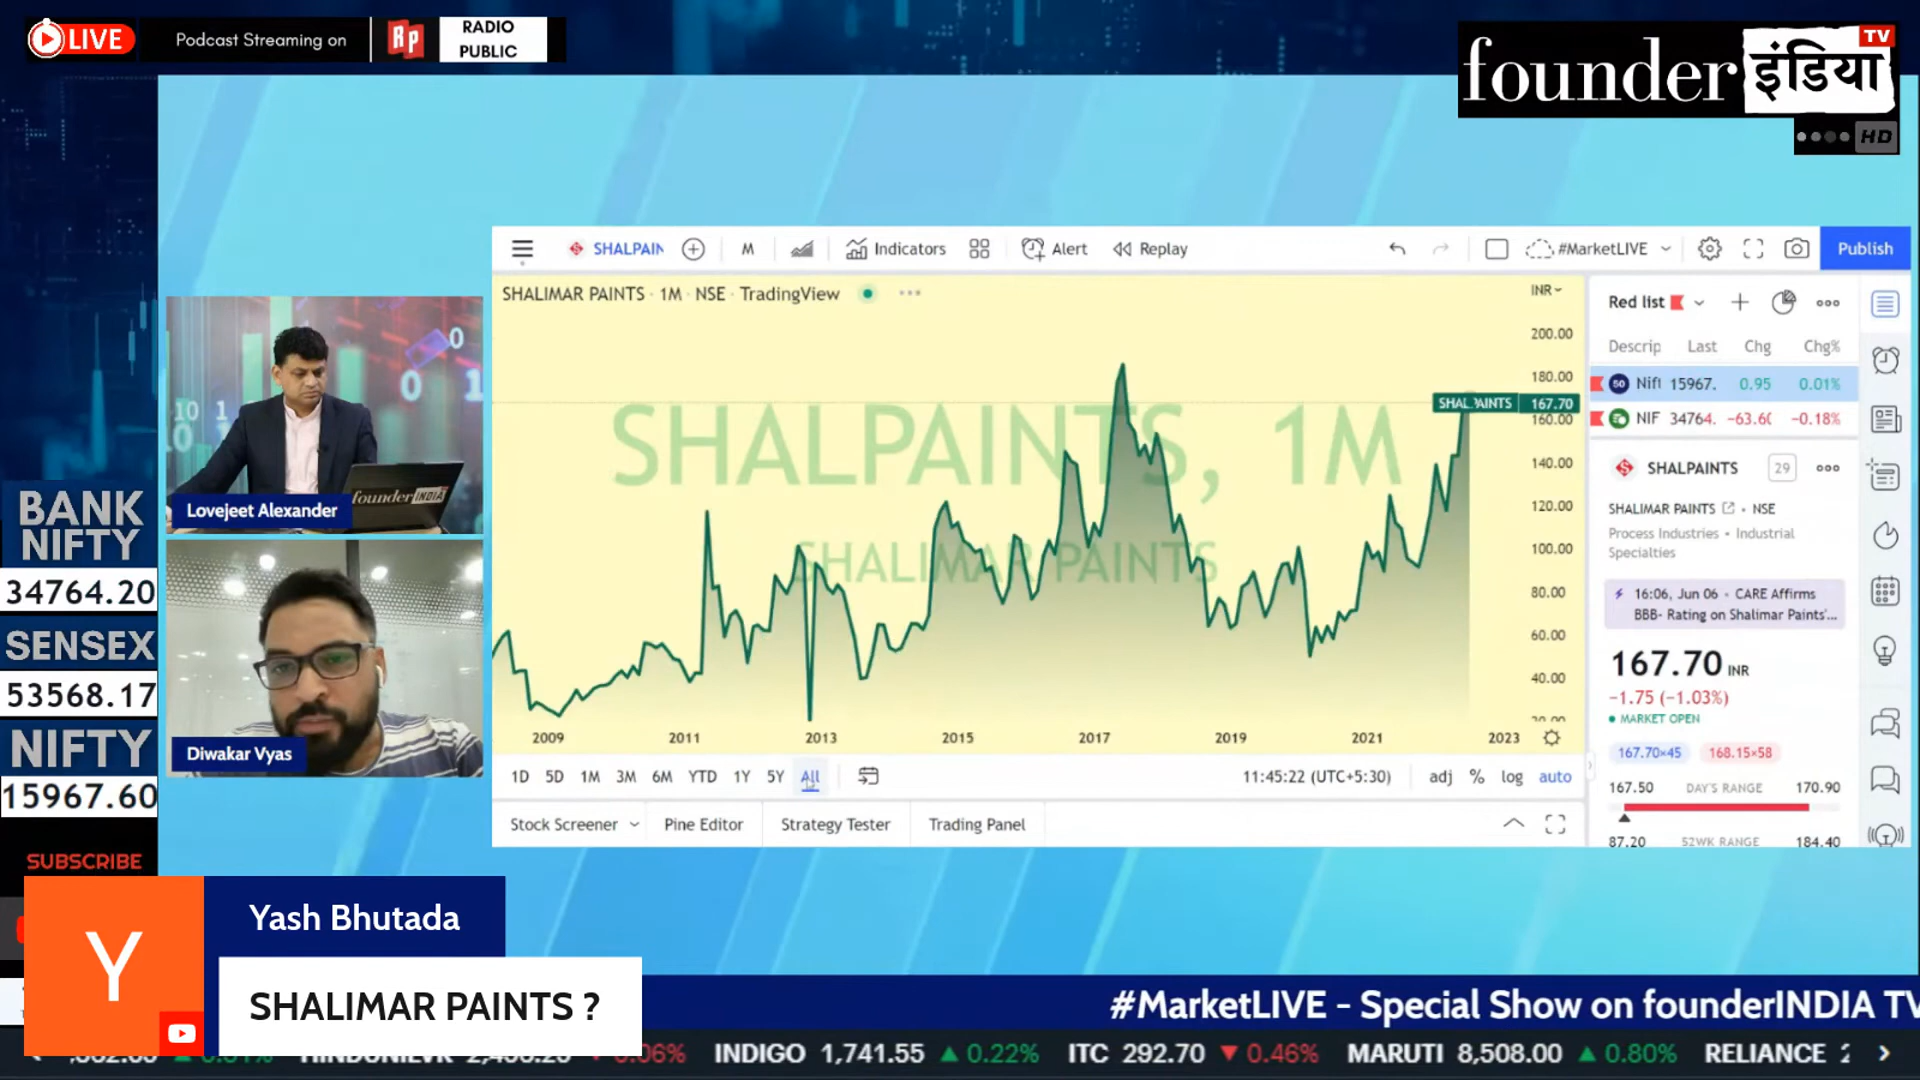 LIVE
Podcast Streaming on
Rp
RADIO
PUBLIC
founder इंडिया
TV
HD
BANK
NIFTY
34764.20
SENSEX
53568.17
NIFTY
15967.60
SUBSCRIBE
founder INDIA
Lovejeet Alexander
Diwakar Vyas
SHALPAIN
M
Indicators
Alert
Replay
#MarketLIVE
Publish
SHALIMAR PAINTS · 1M · NSE · TradingView
INR
SHALPAINTS, 1M
SHALIMAR PAINTS
200.00
180.00
167.70
160.00
140.00
120.00
100.00
80.00
60.00
40.00
2009
2011
2013
2015
2017
2019
2021
2023
1D 5D 1M 3M 6M YTD 1Y 5Y All
11:45:22 (UTC+5:30)
adj % log auto
Stock Screener
Pine Editor
Strategy Tester
Trading Panel
Red list
Descrip Last Chg Chg%
50 Nift 15967. 0.95 0.01%
NIF 34764. −63.60 −0.18%
SHALPAINTS 29
SHALIMAR PAINTS • NSE
Process Industries • Industrial
Specialties
16:06, Jun 06 • CARE Affirms
BBB- Rating on Shalimar Paints'...
167.70 INR
−1.75 (−1.03%)
MARKET OPEN
167.70×45 168.15×58
167.50 DAY'S RANGE 170.90
87.20 52WK RANGE 184.40
Y
Yash Bhutada
SHALIMAR PAINTS ?
#MarketLIVE - Special Show on founderINDIA TV
0.06% INDIGO 1,741.55 ▲ 0.22% ITC 292.70 ▼ 0.46% MARUTI 8,508.00 ▲ 0.80% RELIANCE